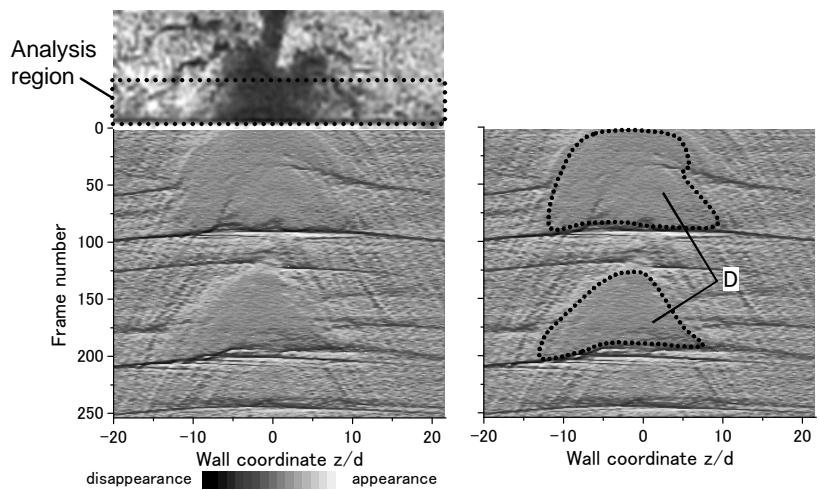 Analysis
region
0
50
100
150
200
250
Frame number
-20
-10
0
10
20
Wall coordinate z/d
disappearance
appearance
D
-20
-10
0
10
20
Wall coordinate z/d